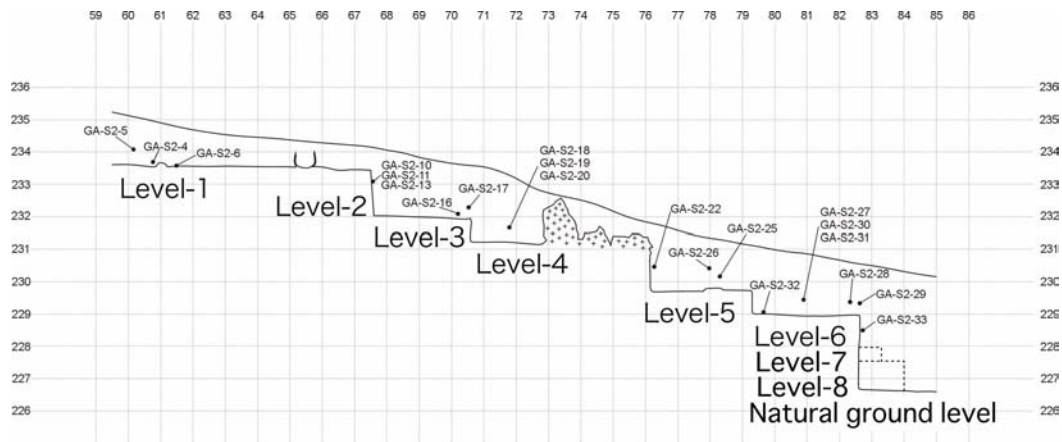 59 60 61 62 63 64 65 66 67 68 69 70 71 72 73 74 75 76 77 78 79 80 81 82 83 84 85 86
236 236
235 235
234 234
233 233
232 232
231 231
230 230
229 229
228 228
227 227
226 226
GA-S2-5
GA-S2-4
GA-S2-6
Level-1
GA-S2-10
GA-S2-11
GA-S2-13
Level-2
GA-S2-16
GA-S2-17
Level-3
GA-S2-18
GA-S2-19
GA-S2-20
Level-4
GA-S2-22
GA-S2-25
GA-S2-26
Level-5
GA-S2-27
GA-S2-30
GA-S2-31
GA-S2-28
GA-S2-29
GA-S2-32
GA-S2-33
Level-6
Level-7
Level-8
Natural ground level